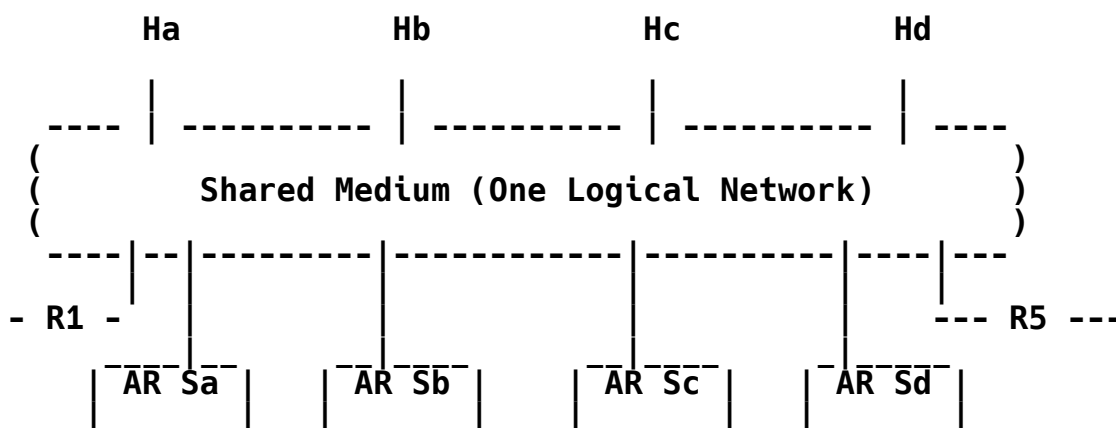 Ha Hb Hc Hd
Shared Medium (One Logical Network)
- R1 - --- R5 ---
AR Sa AR Sb AR Sc AR Sd